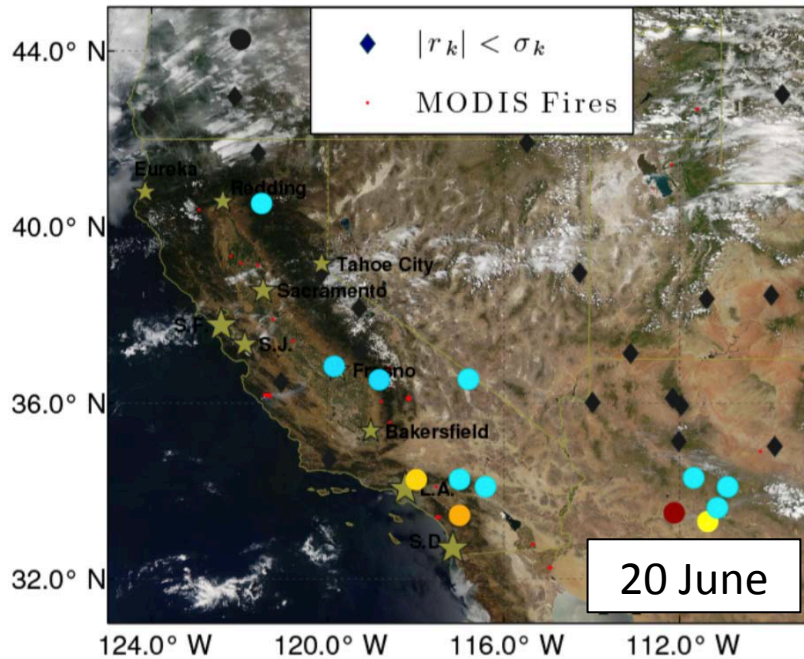 44.0° N
|r_k| < σ_k
MODIS Fires
Eureka
Redding
40.0° N
Tahoe City
Sacramento
S.F.
S.J.
Fresno
36.0° N
Bakersfield
L.A.
S.D.
32.0° N
20 June
124.0° W 120.0° W 116.0° W 112.0° W